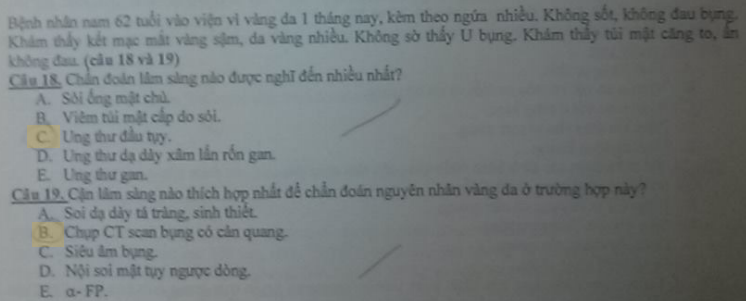 Bệnh nhân nam 62 tuổi vào viện vì vàng da 1 tháng nay, kèm theo ngứa nhiều. Không sốt, không đau bụng.
Khám thấy kết mạc mắt vàng sậm, da vàng nhiều. Không sờ thấy U bụng. Khám thấy túi mật căng to, ấn
không đau. (câu 18 và 19)
Câu 18. Chẩn đoán lâm sàng nào được nghĩ đến nhiều nhất?
A. Sỏi ống mật chủ.
B. Viêm túi mật cấp do sỏi.
C. Ung thư đầu tụy.
D. Ung thư dạ dày xâm lấn rốn gan.
E. Ung thư gan.
Câu 19. Cận lâm sàng nào thích hợp nhất để chẩn đoán nguyên nhân vàng da ở trường hợp này?
A. Soi dạ dày tá tràng, sinh thiết.
B. Chụp CT scan bụng có cản quang.
C. Siêu âm bụng.
D. Nội soi mật tụy ngược dòng.
E. α- FP.